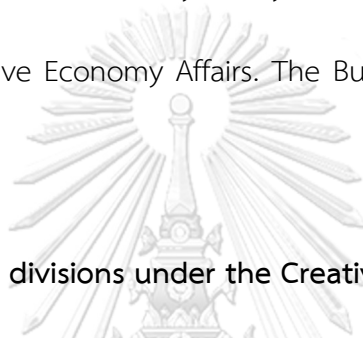 ve Economy Affairs. The Bu
divisions under the Creativ